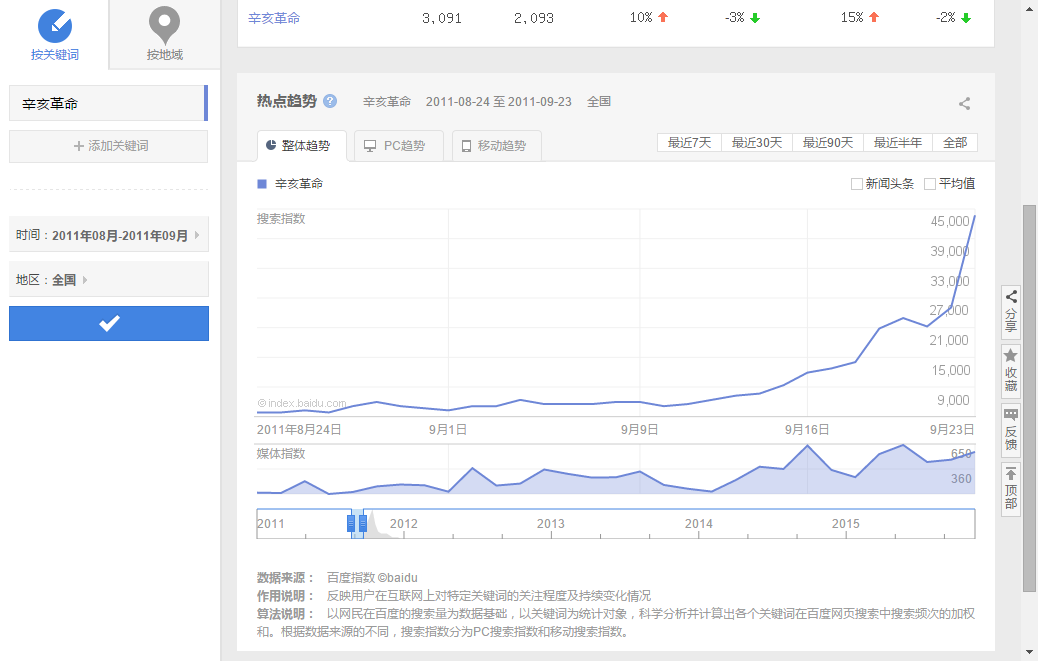 按关键词
按地域
辛亥革命
+ 添加关键词
时间：2011年08月-2011年09月
地区：全国
辛亥革命 3,091 2,093 10% -3% 15% -2%
热点趋势 ? 辛亥革命 2011-08-24 至 2011-09-23 全国
整体趋势 PC趋势 移动趋势
最近7天 最近30天 最近90天 最近半年 全部
辛亥革命
新闻头条 平均值
搜索指数
45,000
39,000
33,000
27,000
21,000
15,000
9,000
© index.baidu.com
2011年8月24日 9月1日 9月9日 9月16日 9月23日
媒体指数
650
360
2011 2012 2013 2014 2015
数据来源： 百度指数 ©baidu
作用说明： 反映用户在互联网上对特定关键词的关注程度及持续变化情况
算法说明： 以网民在百度的搜索量为数据基础，以关键词为统计对象，科学分析并计算出各个关键词在百度网页搜索中搜索频次的加权
和。根据数据来源的不同，搜索指数分为PC搜索指数和移动搜索指数。
分享
收藏
反馈
顶部